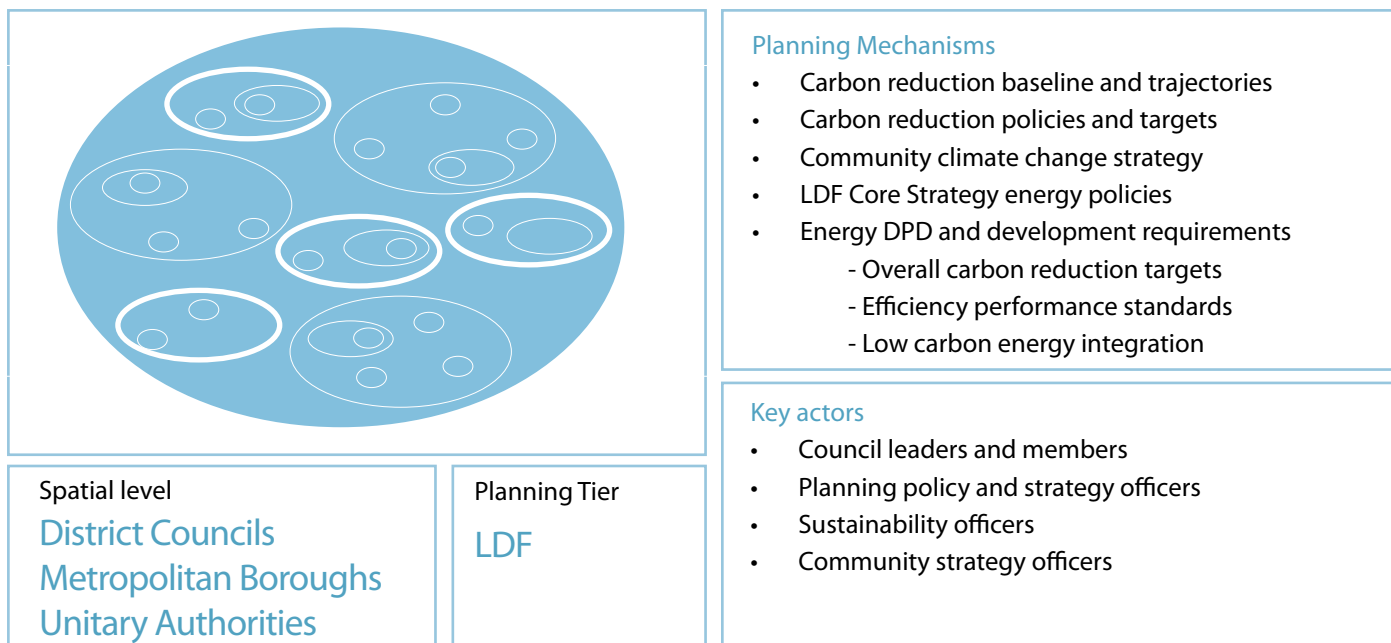 Planning Mechanisms
• Carbon reduction baseline and trajectories
• Carbon reduction policies and targets
• Community climate change strategy
• LDF Core Strategy energy policies
• Energy DPD and development requirements
- Overall carbon reduction targets
- Efficiency performance standards
- Low carbon energy integration
Key actors
• Council leaders and members
• Planning policy and strategy officers
• Sustainability officers
• Community strategy officers
Spatial level
District Councils
Metropolitan Boroughs
Unitary Authorities
Planning Tier
LDF